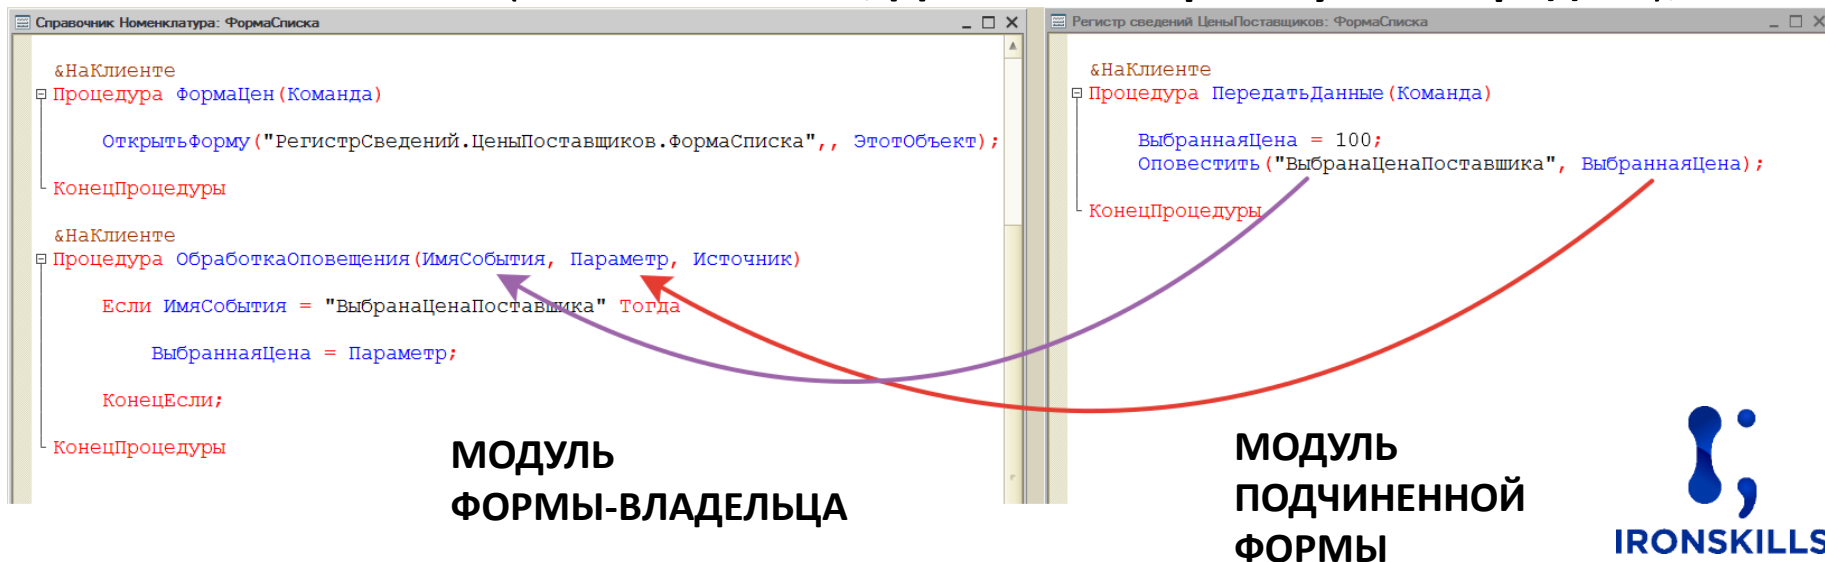 Справочник Номенклатура: ФормаСписка
&НаКлиенте
Процедура ФормаЦен(Команда)
ОткрытьФорму("РегистрСведений.ЦеныПоставщиков.ФормаСписка",, ЭтотОбъект);
КонецПроцедуры
&НаКлиенте
Процедура ОбработкаОповещения(ИмяСобытия, Параметр, Источник)
Если ИмяСобытия = "ВыбранаЦенаПоставшика" Тогда
ВыбраннаяЦена = Параметр;
КонецЕсли;
КонецПроцедуры
МОДУЛЬ
ФОРМЫ-ВЛАДЕЛЬЦА
Регистр сведений ЦеныПоставщиков: ФормаСписка
&НаКлиенте
Процедура ПередатьДанные(Команда)
ВыбраннаяЦена = 100;
Оповестить("ВыбранаЦенаПоставшика", ВыбраннаяЦена);
КонецПроцедуры
МОДУЛЬ
ПОДЧИНЕННОЙ
ФОРМЫ
IRONSKILLS